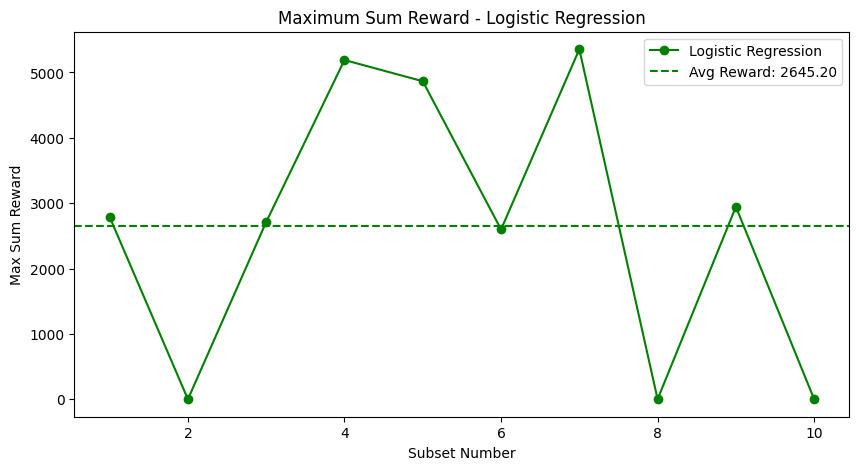 Maximum Sum Reward - Logistic Regression
Logistic Regression
Avg Reward: 2645.20
Max Sum Reward
5000
4000
3000
2000
1000
0
2
4
6
8
10
Subset Number